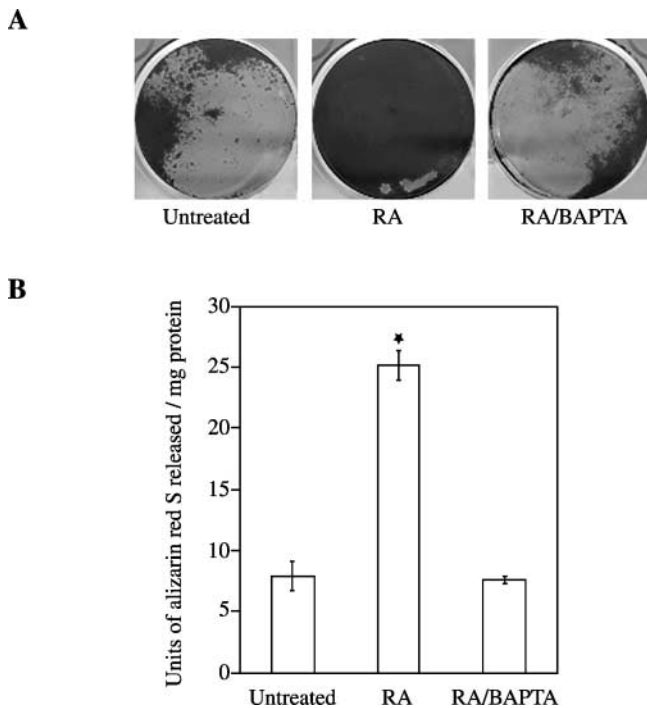 A
Untreated RA RA/BAPTA
B
Units of alizarin red S released / mg protein
30
25
20
15
10
5
0
Untreated RA RA/BAPTA